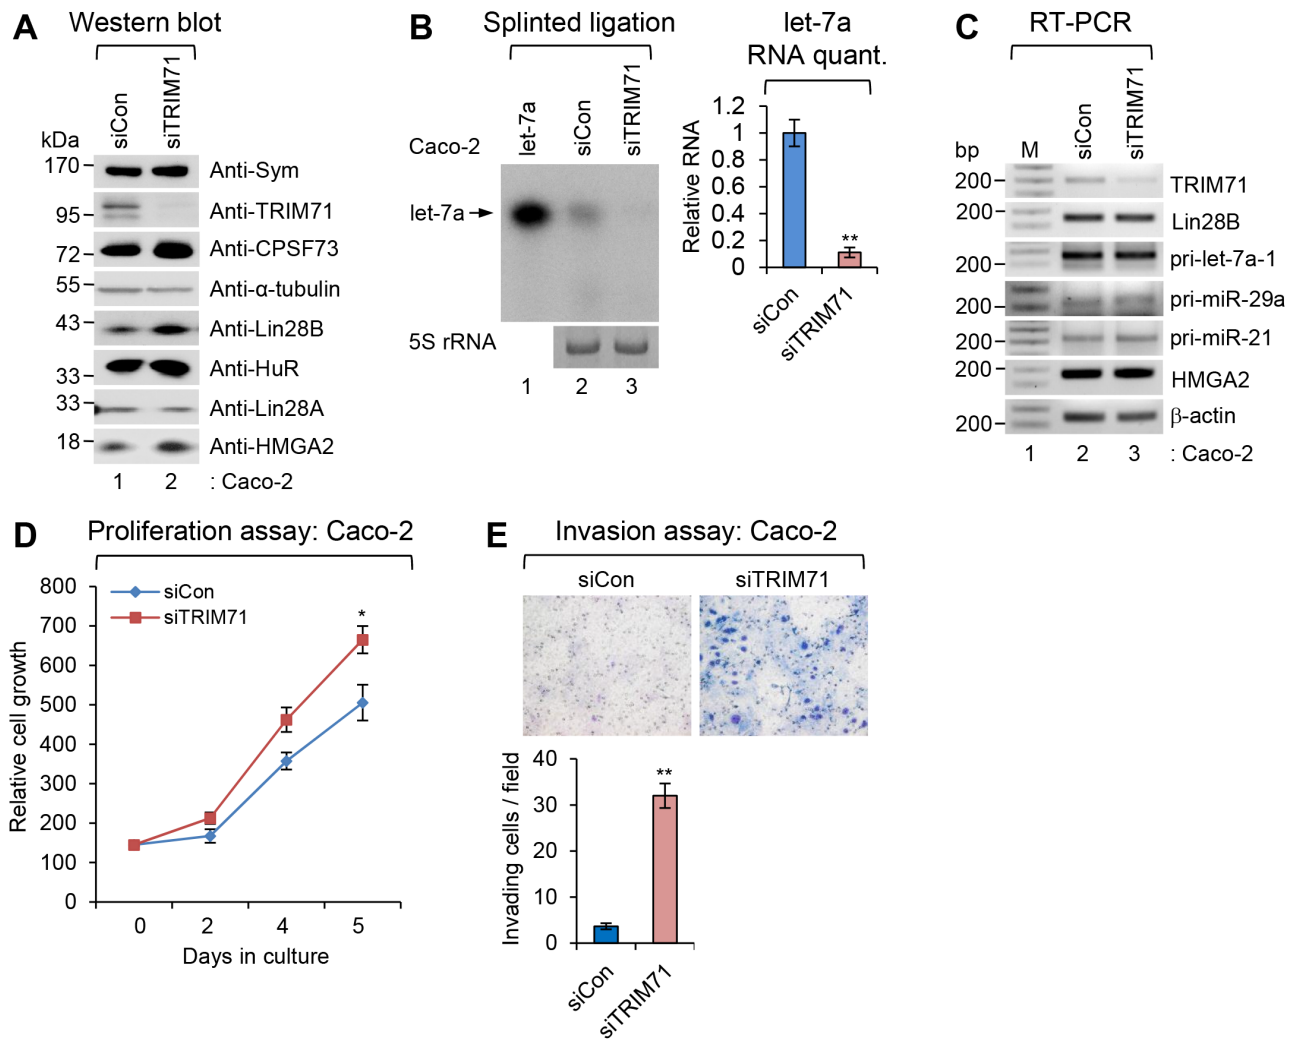 A Western blot
siCon
siTRIM71
kDa
170 Anti-Sym
95 Anti-TRIM71
72 Anti-CPSF73
55 Anti-α-tubulin
43 Anti-Lin28B
33 Anti-HuR
33 Anti-Lin28A
18 Anti-HMGA2
1 2 : Caco-2
B Splinted ligation
let-7a
siCon
siTRIM71
Caco-2
let-7a
5S rRNA
1 2 3
let-7a
RNA quant.
Relative RNA
1.2
1
0.8
0.6
0.4
0.2
0
**
siCon
siTRIM71
C RT-PCR
bp M siCon siTRIM71
200 TRIM71
200 Lin28B
200 pri-let-7a-1
200 pri-miR-29a
200 pri-miR-21
200 HMGA2
200 β-actin
1 2 3 : Caco-2
D Proliferation assay: Caco-2
siCon
siTRIM71
Relative cell growth
800
700
600
500
400
300
200
100
0
*
0 2 4 5
Days in culture
E Invasion assay: Caco-2
siCon siTRIM71
Invading cells / field
40
30
20
10
0
**
siCon
siTRIM71